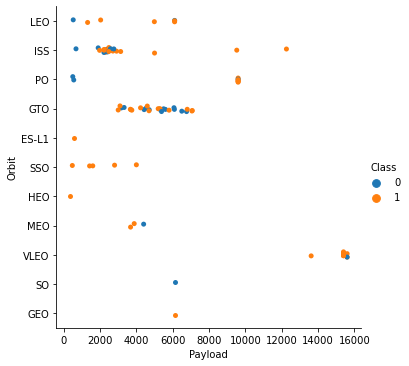 LEO
ISS
PO
GTO
ES-L1
SSO
HEO
MEO
VLEO
SO
GEO
Orbit
0 2000 4000 6000 8000 10000 12000 14000 16000
Payload
Class
0
1